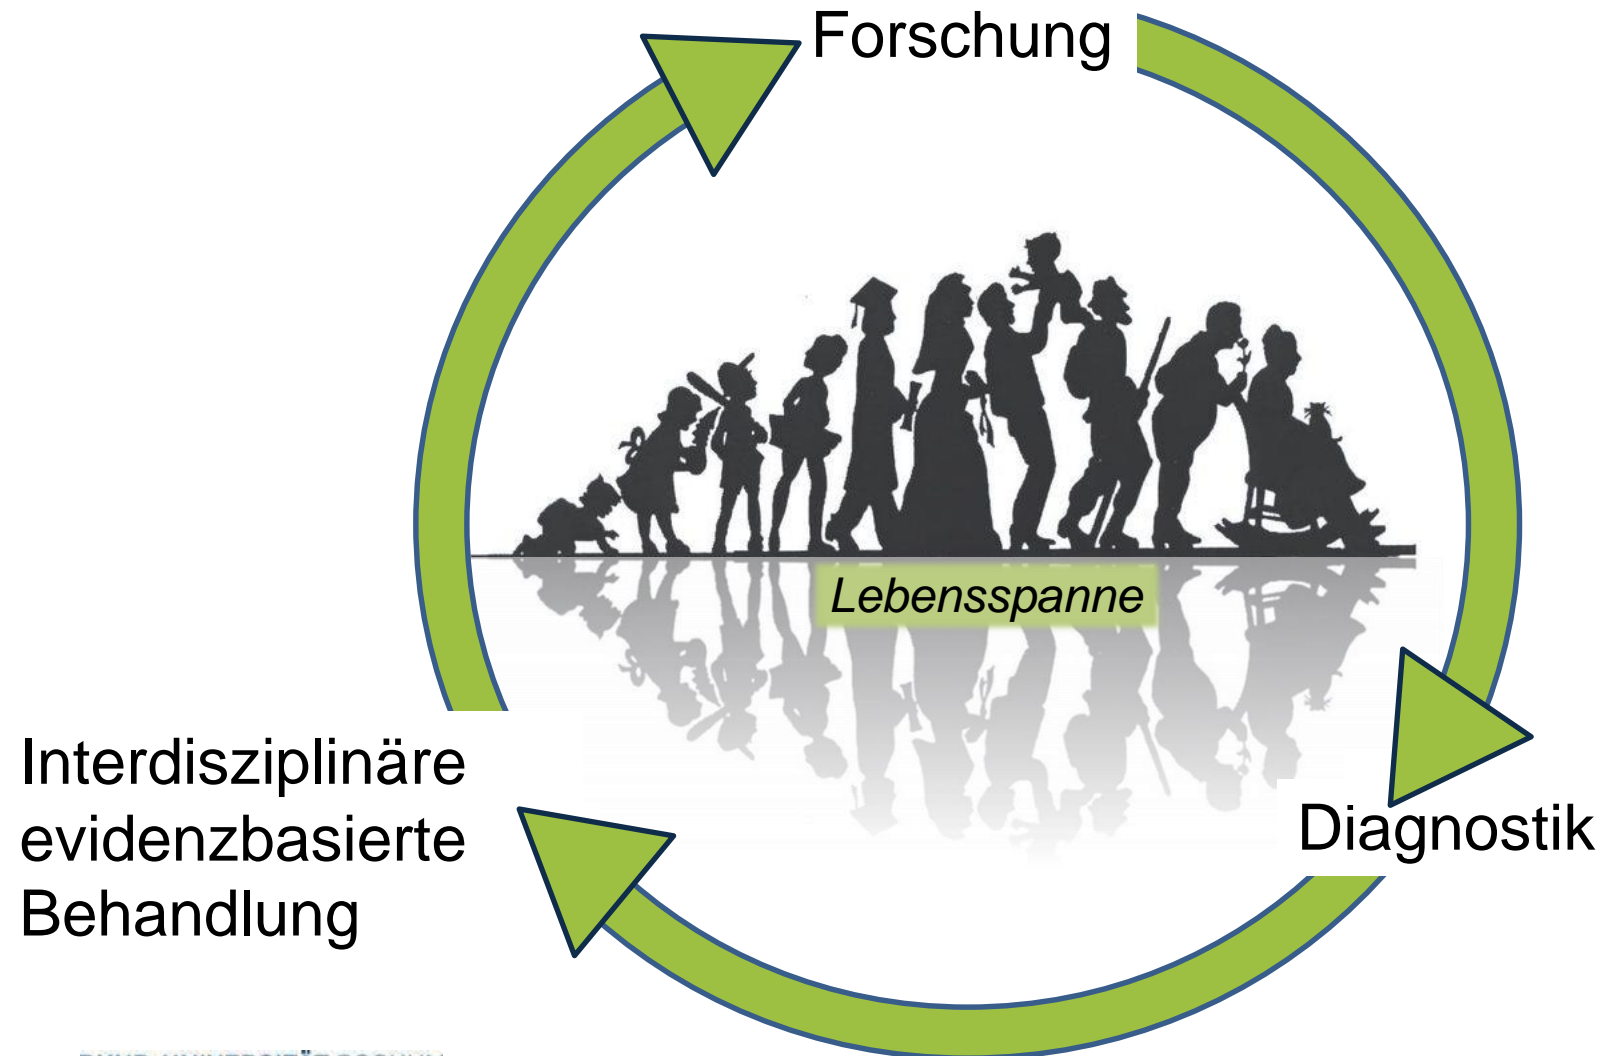 Forschung
Lebensspanne
Interdisziplinäre
evidenzbasierte
Behandlung
Diagnostik